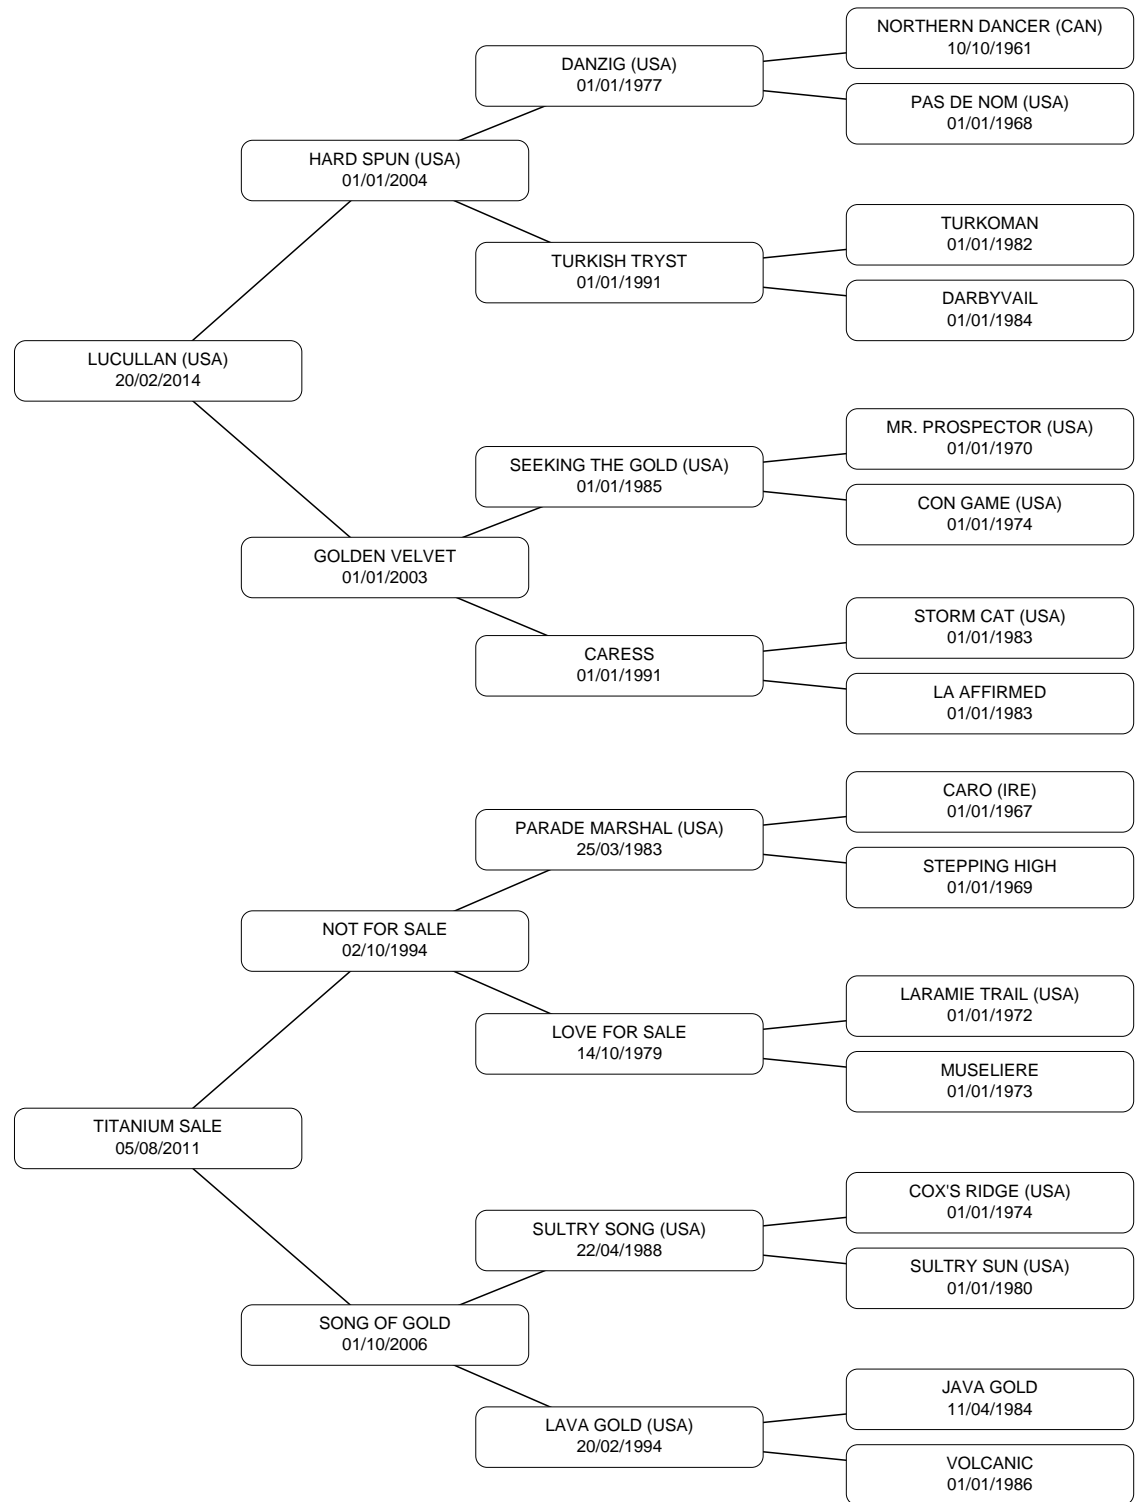 NORTHERN DANCER (CAN)
10/10/1961
DANZIG (USA)
01/01/1977
PAS DE NOM (USA)
01/01/1968
HARD SPUN (USA)
01/01/2004
TURKOMAN
01/01/1982
TURKISH TRYST
01/01/1991
DARBYVAIL
01/01/1984
LUCULLAN (USA)
20/02/2014
MR. PROSPECTOR (USA)
01/01/1970
SEEKING THE GOLD (USA)
01/01/1985
CON GAME (USA)
01/01/1974
GOLDEN VELVET
01/01/2003
STORM CAT (USA)
01/01/1983
CARESS
01/01/1991
LA AFFIRMED
01/01/1983
CARO (IRE)
01/01/1967
PARADE MARSHAL (USA)
25/03/1983
STEPPING HIGH
01/01/1969
NOT FOR SALE
02/10/1994
LARAMIE TRAIL (USA)
01/01/1972
LOVE FOR SALE
14/10/1979
MUSELIERE
01/01/1973
TITANIUM SALE
05/08/2011
COX'S RIDGE (USA)
01/01/1974
SULTRY SONG (USA)
22/04/1988
SULTRY SUN (USA)
01/01/1980
SONG OF GOLD
01/10/2006
JAVA GOLD
11/04/1984
LAVA GOLD (USA)
20/02/1994
VOLCANIC
01/01/1986